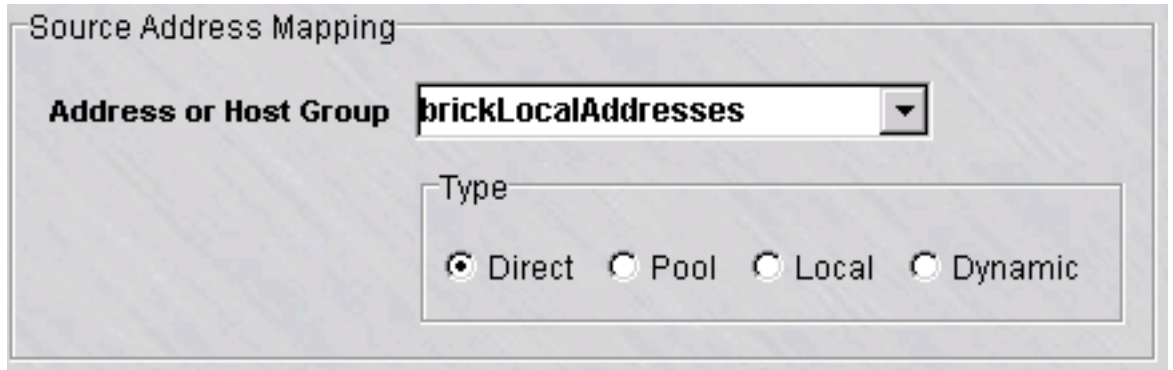 Source Address Mapping
Address or Host Group brickLocalAddresses
Type
Direct Pool Local Dynamic